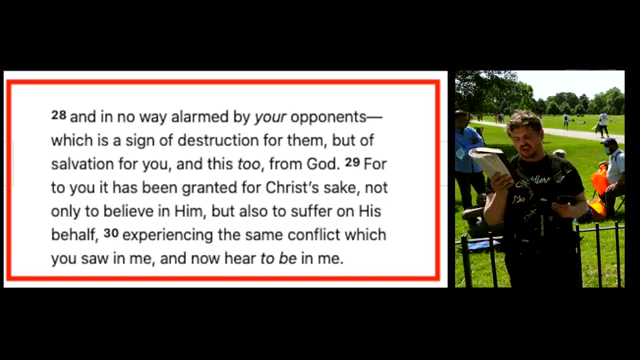 28 and in no way alarmed by your opponents—
which is a sign of destruction for them, but of
salvation for you, and this too, from God. 29 For
to you it has been granted for Christ's sake, not
only to believe in Him, but also to suffer on His
behalf, 30 experiencing the same conflict which
you saw in me, and now hear to be in me.